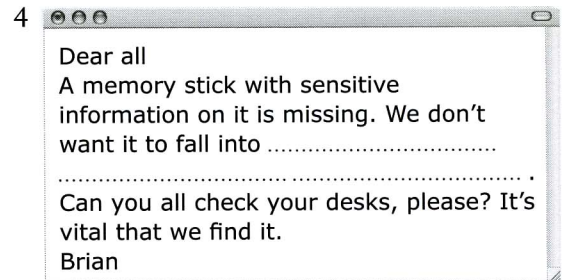 4
Dear all
A memory stick with sensitive
information on it is missing. We don't
want it to fall into .................................
................................. ................................. .
Can you all check your desks, please? It's
vital that we find it.
Brian